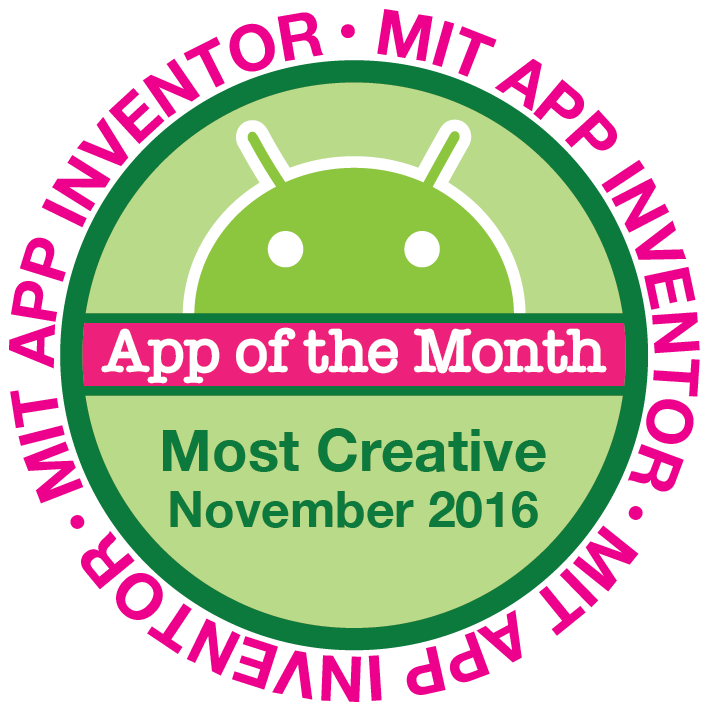 MIT APP INVENTOR • MIT APP INVENTOR • MIT APP INVENTOR •
App of the Month
Most Creative
November 2016